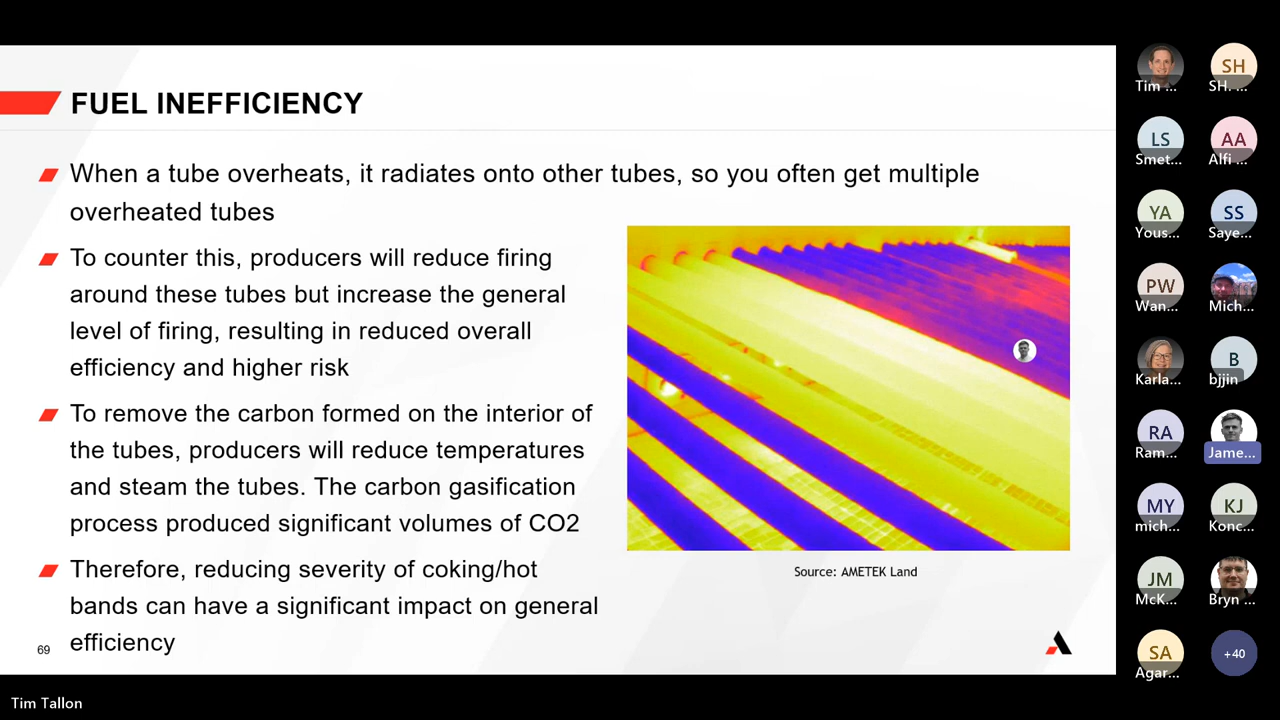 FUEL INEFFICIENCY
When a tube overheats, it radiates onto other tubes, so you often get multiple
overheated tubes
To counter this, producers will reduce firing
around these tubes but increase the general
level of firing, resulting in reduced overall
efficiency and higher risk
To remove the carbon formed on the interior of
the tubes, producers will reduce temperatures
and steam the tubes. The carbon gasification
process produced significant volumes of CO2
Therefore, reducing severity of coking/hot
bands can have a significant impact on general
efficiency
Source: AMETEK Land
69
Tim Tallon
Tim ...
SH
SH. ...
LS
Smet...
AA
Alfi ...
YA
Yous...
SS
Saye...
PW
Wan...
Mich...
Karla...
B
bjjin
RA
Ram...
Jame...
MY
mich...
KJ
Konc...
JM
McK...
Bryn ...
SA
Agar...
+40